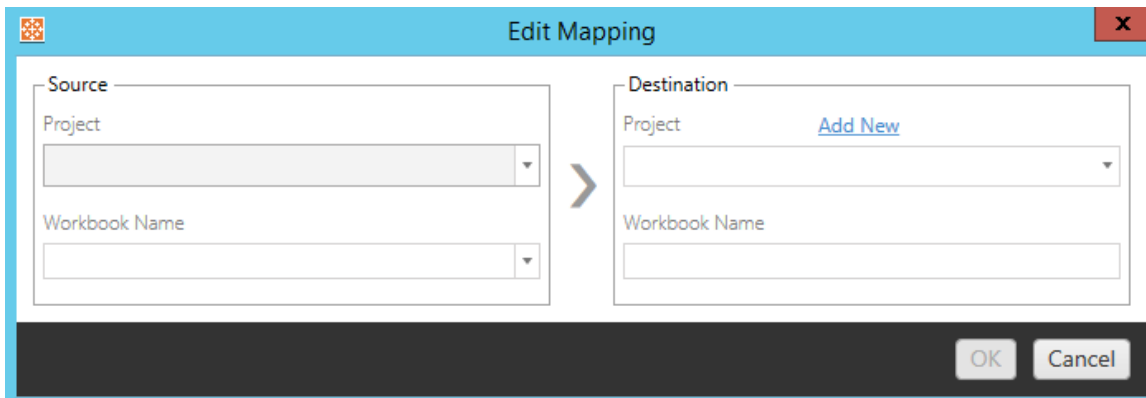 Edit Mapping
x
Source
Project
Workbook Name
Destination
Project Add New
Workbook Name
OK Cancel